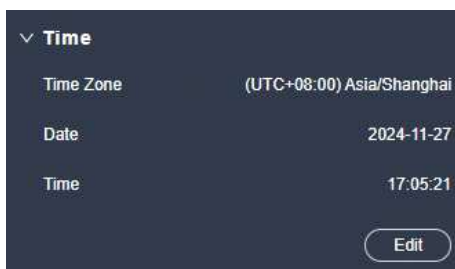 Time
Time Zone (UTC+08:00) Asia/Shanghai
Date 2024-11-27
Time 17:05:21
Edit